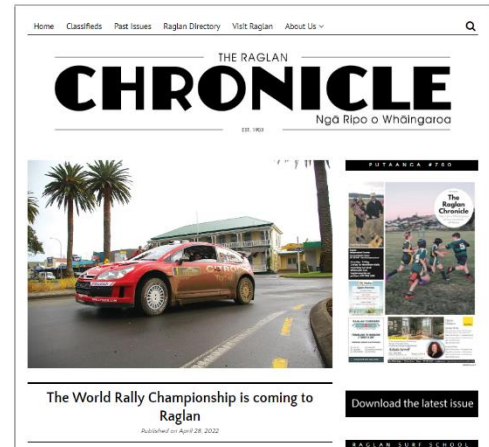 Home Classifieds Past Issues Raglan Directory Visit Raglan About Us
THE RAGLAN
CHRONICLE
Ngā Ripo o Whāingaroa
EST. 1903
PUTAANGA #760
The
Raglan
Chronicle
The World Rally Championship is coming to
Raglan
Published on April 28, 2022
Download the latest issue
RAGLAN SURF SCHOOL